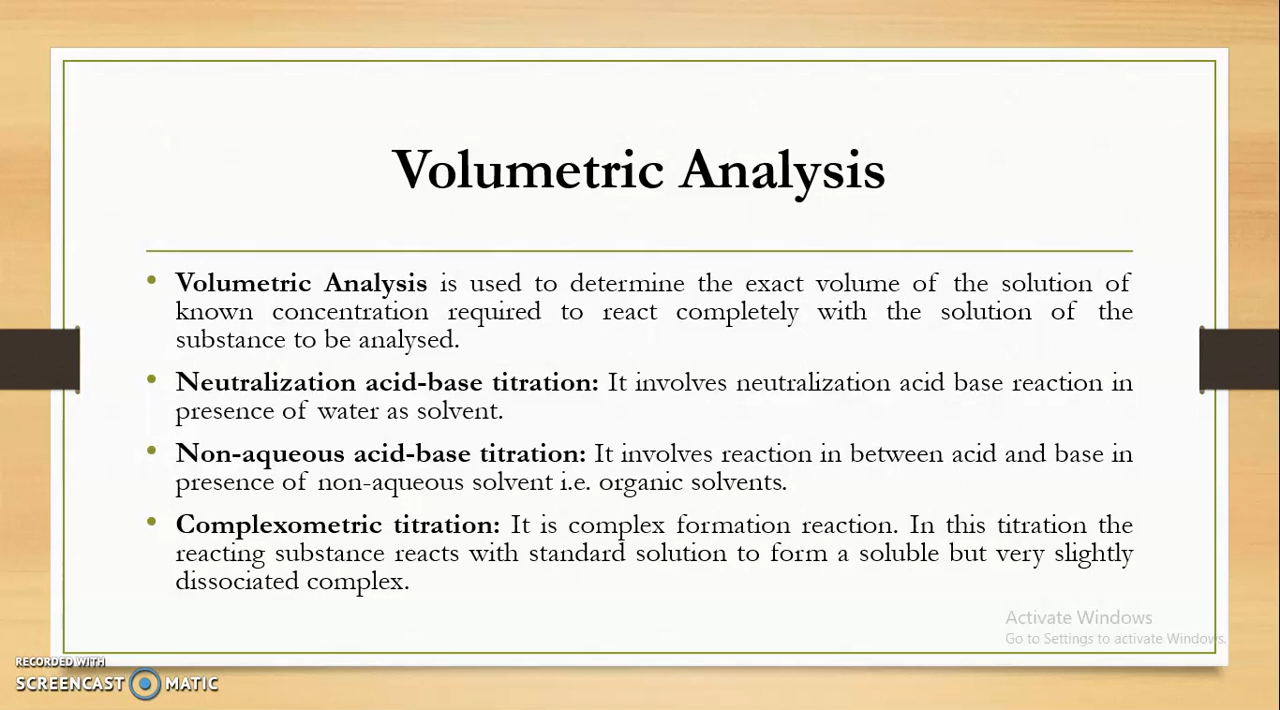 Volumetric Analysis
• Volumetric Analysis is used to determine the exact volume of the solution of
known concentration required to react completely with the solution of the
substance to be analysed.
• Neutralization acid-base titration: It involves neutralization acid base reaction in
presence of water as solvent.
• Non-aqueous acid-base titration: It involves reaction in between acid and base in
presence of non-aqueous solvent i.e. organic solvents.
• Complexometric titration: It is complex formation reaction. In this titration the
reacting substance reacts with standard solution to form a soluble but very slightly
dissociated complex.
Activate Windows
Go to Settings to activate Windows.
RECORDED WITH
SCREENCAST MATIC